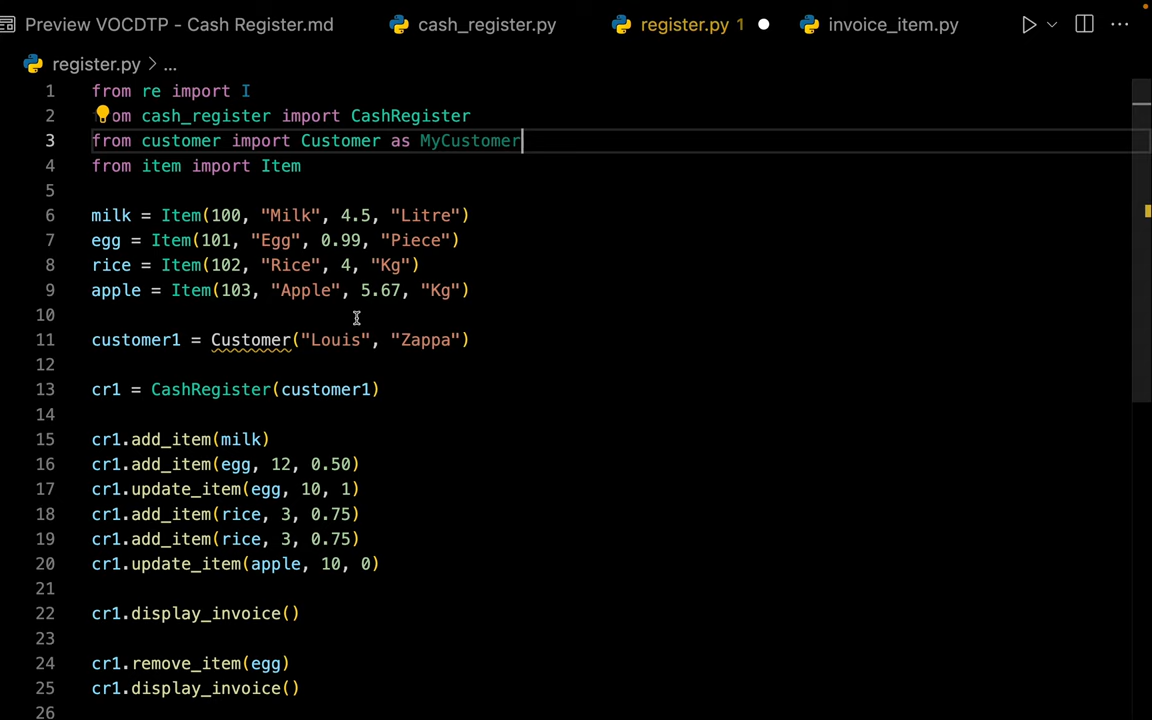 Preview VOCDTP - Cash Register.md cash_register.py register.py 1 invoice_item.py
register.py > ...
1 from re import I
2 om cash_register import CashRegister
3 from customer import Customer as MyCustomer
4 from item import Item
5
6 milk = Item(100, "Milk", 4.5, "Litre")
7 egg = Item(101, "Egg", 0.99, "Piece")
8 rice = Item(102, "Rice", 4, "Kg")
9 apple = Item(103, "Apple", 5.67, "Kg")
10
11 customer1 = Customer("Louis", "Zappa")
12
13 cr1 = CashRegister(customer1)
14
15 cr1.add_item(milk)
16 cr1.add_item(egg, 12, 0.50)
17 cr1.update_item(egg, 10, 1)
18 cr1.add_item(rice, 3, 0.75)
19 cr1.add_item(rice, 3, 0.75)
20 cr1.update_item(apple, 10, 0)
21
22 cr1.display_invoice()
23
24 cr1.remove_item(egg)
25 cr1.display_invoice()
26